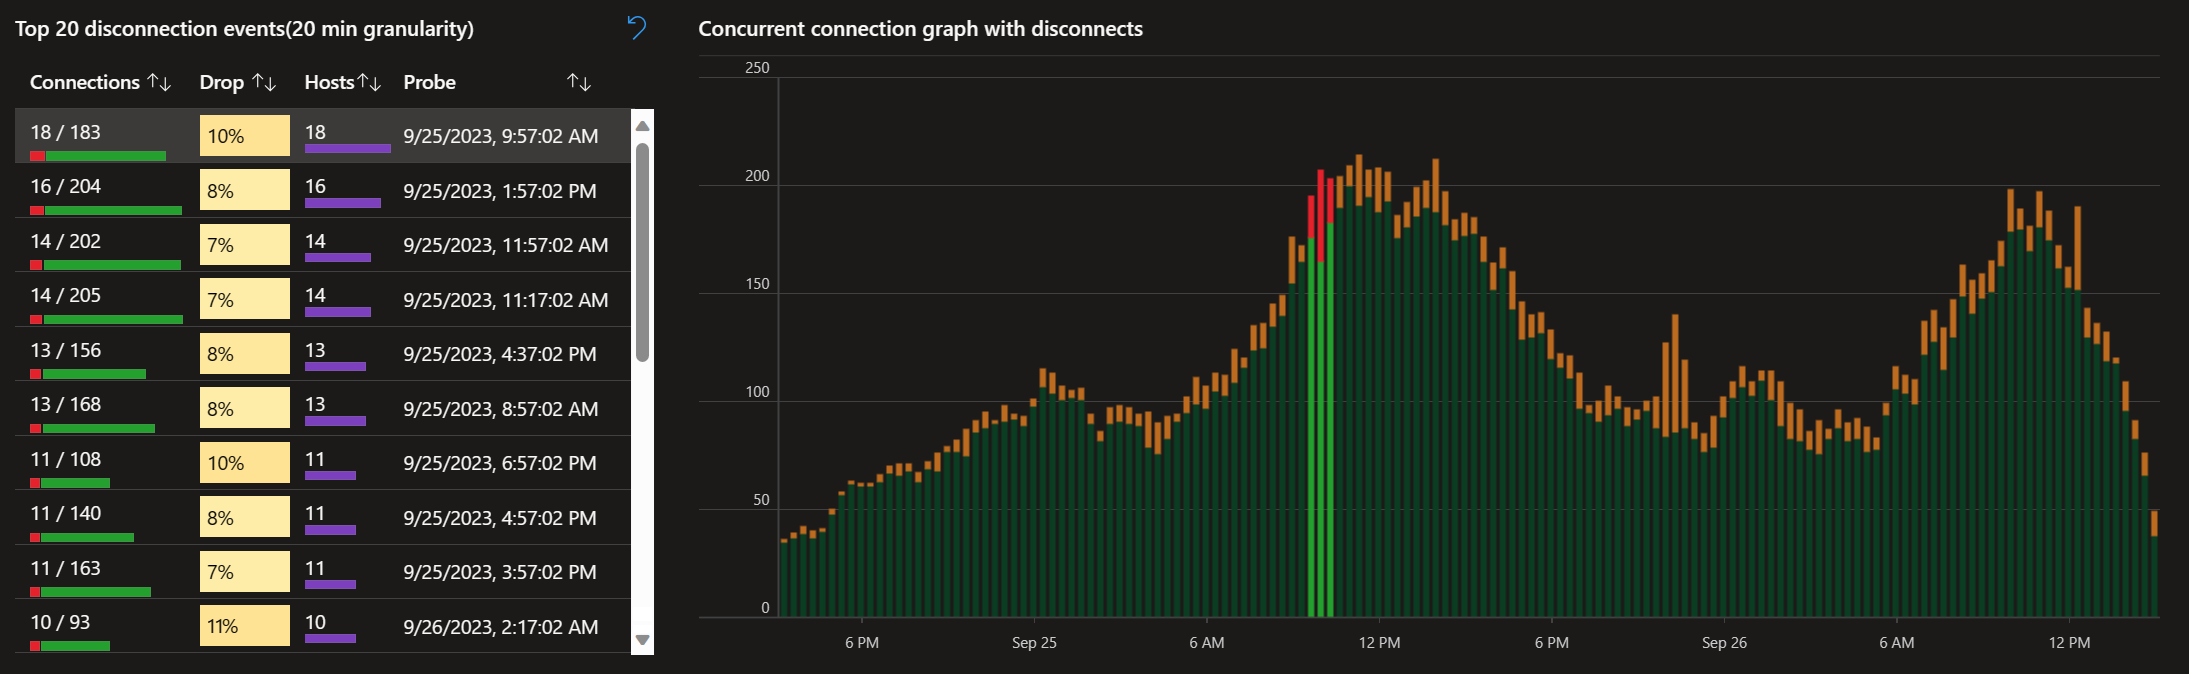 Top 20 disconnection events(20 min granularity)
Connections ↑↓ Drop ↑↓ Hosts↑↓ Probe ↑↓
18 / 183 10% 18 9/25/2023, 9:57:02 AM
16 / 204 8% 16 9/25/2023, 1:57:02 PM
14 / 202 7% 14 9/25/2023, 11:57:02 AM
14 / 205 7% 14 9/25/2023, 11:17:02 AM
13 / 156 8% 13 9/25/2023, 4:37:02 PM
13 / 168 8% 13 9/25/2023, 8:57:02 AM
11 / 108 10% 11 9/25/2023, 6:57:02 PM
11 / 140 8% 11 9/25/2023, 4:57:02 PM
11 / 163 7% 11 9/25/2023, 3:57:02 PM
10 / 93 11% 10 9/26/2023, 2:17:02 AM
Concurrent connection graph with disconnects
250
200
150
100
50
0
6 PM Sep 25 6 AM 12 PM 6 PM Sep 26 6 AM 12 PM